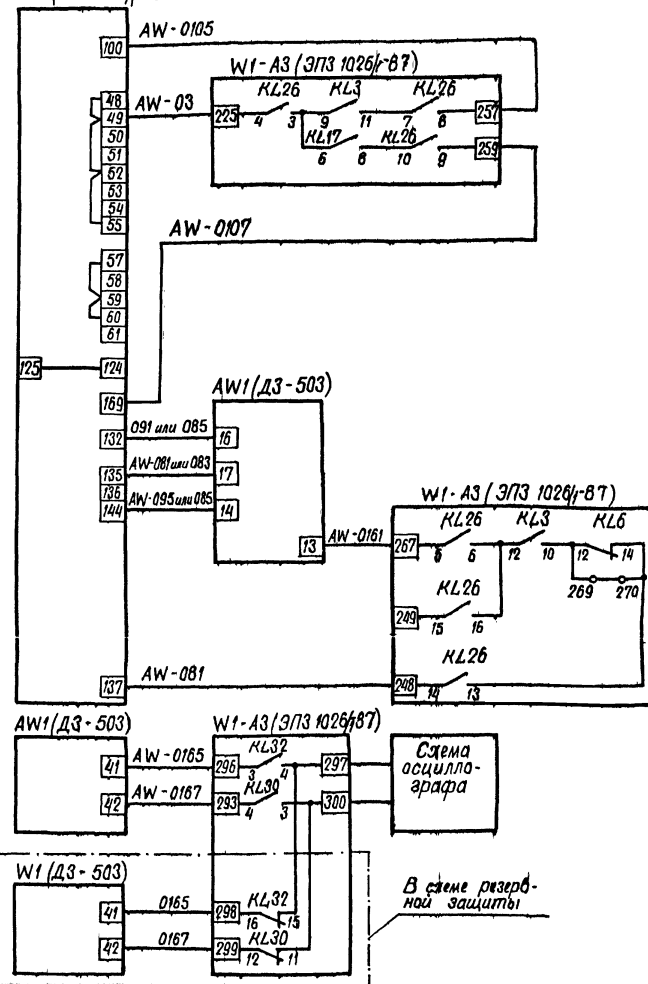 AW-0105
100
W1-А3 (ЭПЗ 1026/г-87)
KL26 KL3 KL26
48
49 AW-03 225 4 3 9 11 7 8 257
50
51 KL17 KL26
52 6 8 10 9 259
53
54
55
AW-0107
57
58
59
60
61
125 124
169 AW1 (ДЗ-503)
132 091 или 085 16
135 AW-081 или 083 17
136
144 AW-095 или 085 14
W1-А3 (ЭПЗ 1026/г-87)
KL26 KL3 KL6
13 AW-0161 267 5 6 12 10 12 14
269 270
KL26
249 15 16
KL26
137 AW-081 248 14 13
AW1 (ДЗ-503) W1-А3 (ЭПЗ 1026/г87)
KL32
41 AW-0165 296 3 4 297
KL30
42 AW-0167 293 4 3 300
Схема
осцилло-
графа
W1 (ДЗ-503)
KL32
41 0165 298 16 15
KL30
42 0167 299 12 11
В схеме резерв-
ной защиты